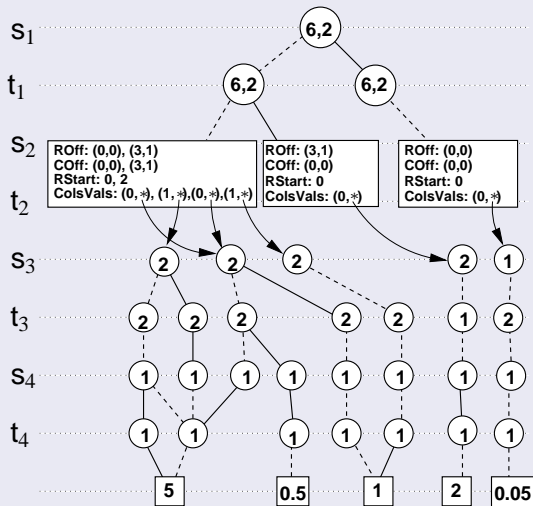 s1 6,2
t1 6,2 6,2
s2
ROff: (0,0), (3,1)
COff: (0,0), (3,1)
RStart: 0, 2
ColsVals: (0,*), (1,*),(0,*),(1,*)
ROff: (3,1)
COff: (0,0)
RStart: 0
ColsVals: (0,*)
ROff: (0,0)
COff: (0,0)
RStart: 0
ColsVals: (0,*)
t2
s3 2 2 2 2 1
t3 2 2 2 2 2 1 2
s4 1 1 1 1 1 1 1 1
t4 1 1 1 1 1 1 1
5 0.5 1 2 0.05